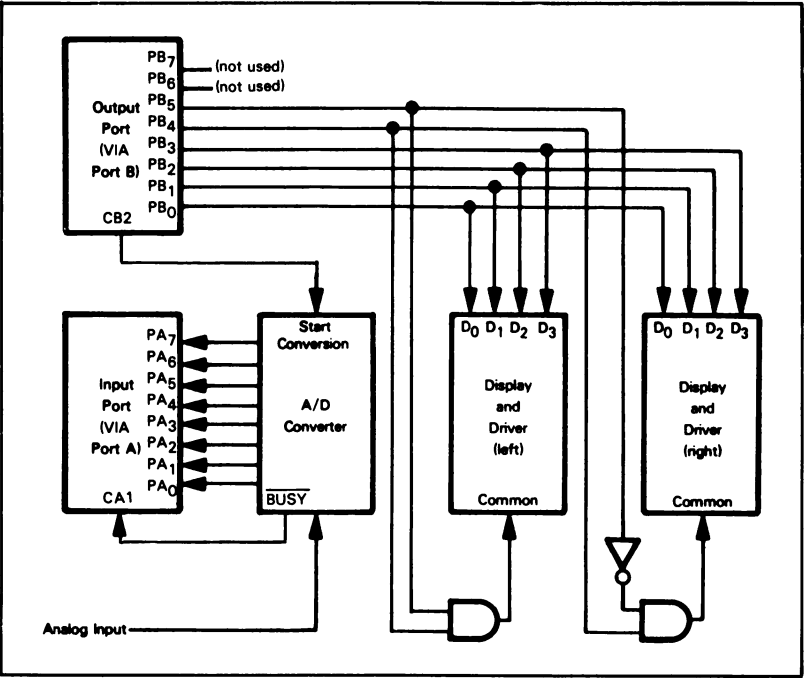 PB7 (not used)
PB6 (not used)
PB5
PB4
PB3
PB2
PB1
PB0
Output
Port
(VIA
Port B)
CB2
PA7
PA6
PA5
PA4
PA3
PA2
PA1
PA0
Input
Port
(VIA
Port A)
CA1
Start
Conversion
A/D
Converter
BUSY
D0 D1 D2 D3
Display
and
Driver
(left)
Common
D0 D1 D2 D3
Display
and
Driver
(right)
Common
Analog Input